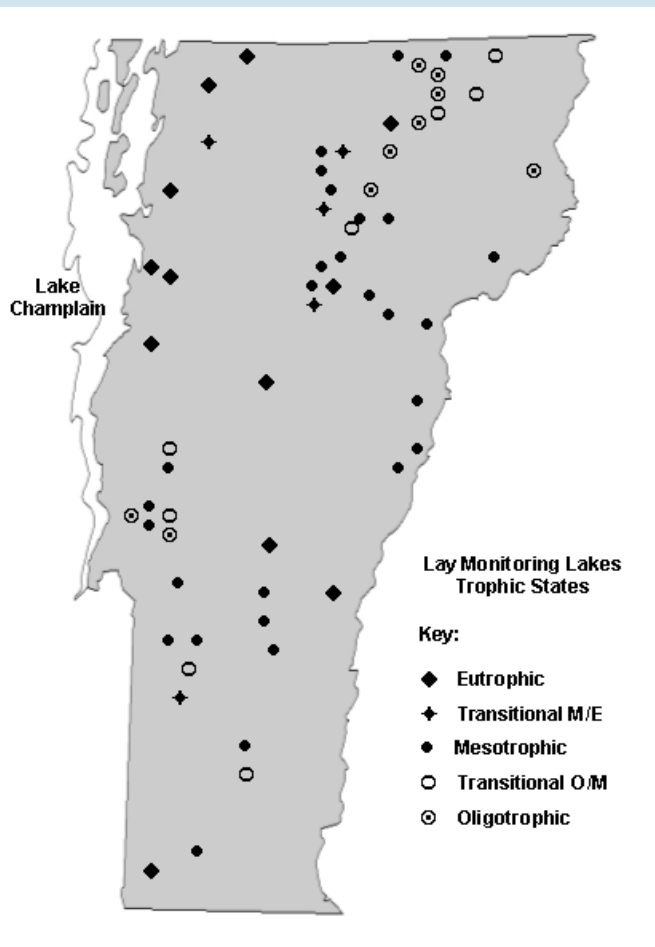 Lake
Champlain
Lay Monitoring Lakes
Trophic States
Key:
Eutrophic
Transitional M/E
Mesotrophic
Transitional O/M
Oligotrophic